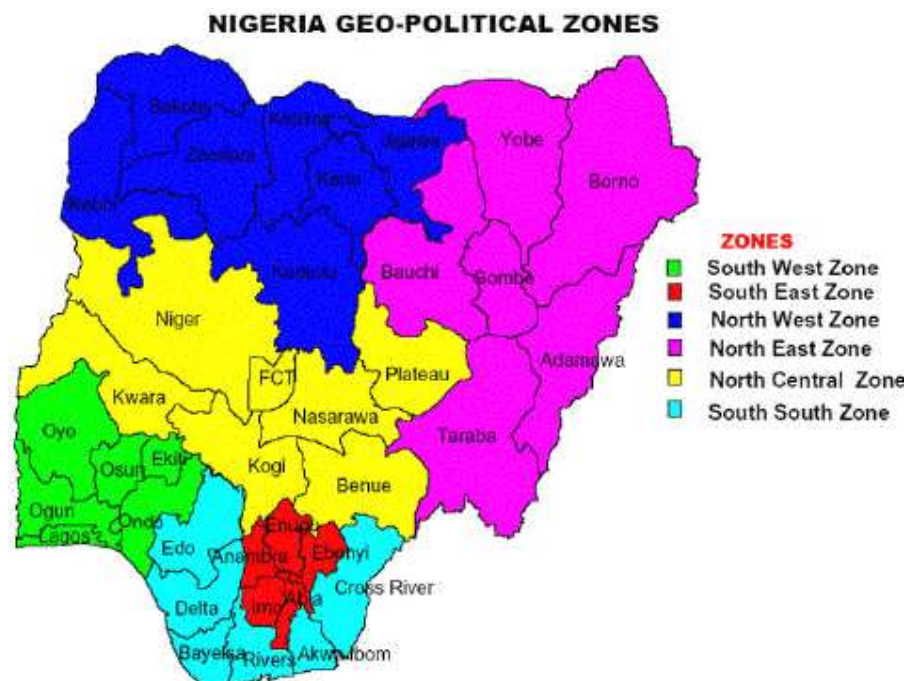 NIGERIA GEO-POLITICAL ZONES
Sokoto
Katsina
Jigawa
Yobe
Zamfara
Kano
Borno
Kebbi
Kaduna
Bauchi
Gombe
Niger
Adamawa
FCT
Plateau
Kwara
Nasarawa
Taraba
Oyo
Osun
Ekiti
Kogi
Benue
Ogun
Ondo
Lagos
Edo
Enugu
Anambra
Ebonyi
Cross River
Delta
Imo
Abia
Bayelsa
Rivers
Akwa Ibom
ZONES
South West Zone
South East Zone
North West Zone
North East Zone
North Central Zone
South South Zone